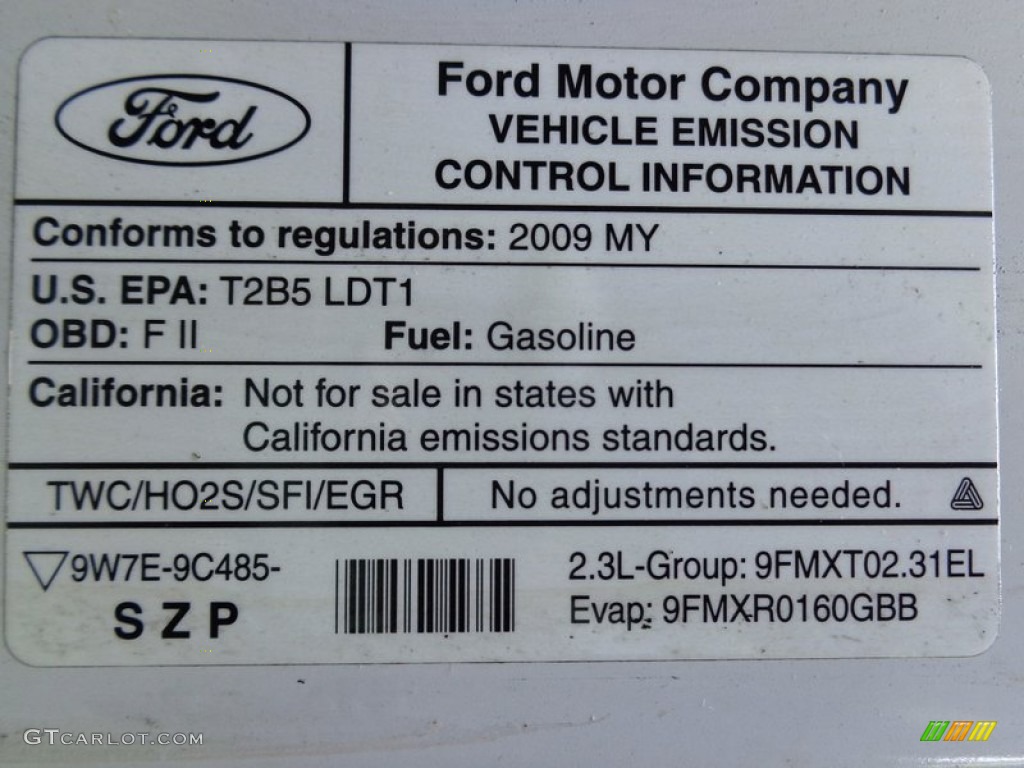 Ford
Ford Motor Company
VEHICLE EMISSION
CONTROL INFORMATION
Conforms to regulations: 2009 MY
U.S. EPA: T2B5 LDT1
OBD: F II Fuel: Gasoline
California: Not for sale in states with
California emissions standards.
TWC/HO2S/SFI/EGR No adjustments needed.
9W7E-9C485-
S Z P
2.3L-Group: 9FMXT02.31EL
Evap: 9FMXR0160GBB
GTCARLOT.COM